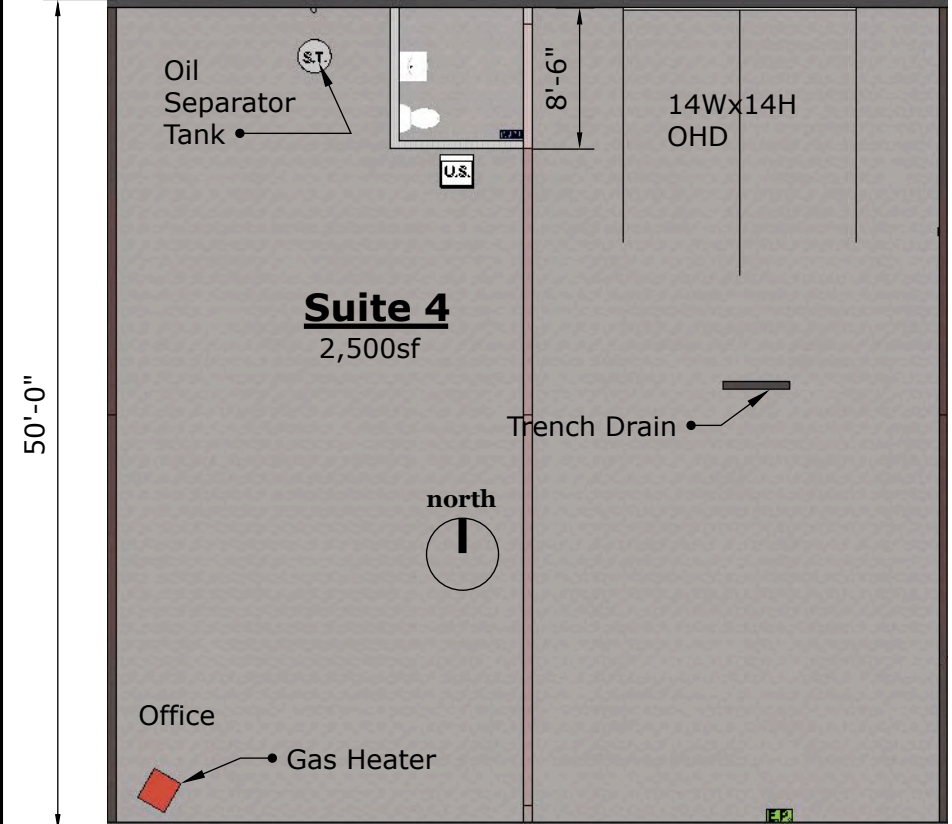 S.T.
Oil
Separator
Tank
8'-6"
14Wx14H
OHD
U.S.
Suite 4
2,500sf
50'-0"
Trench Drain
north
Office
Gas Heater
E.P.